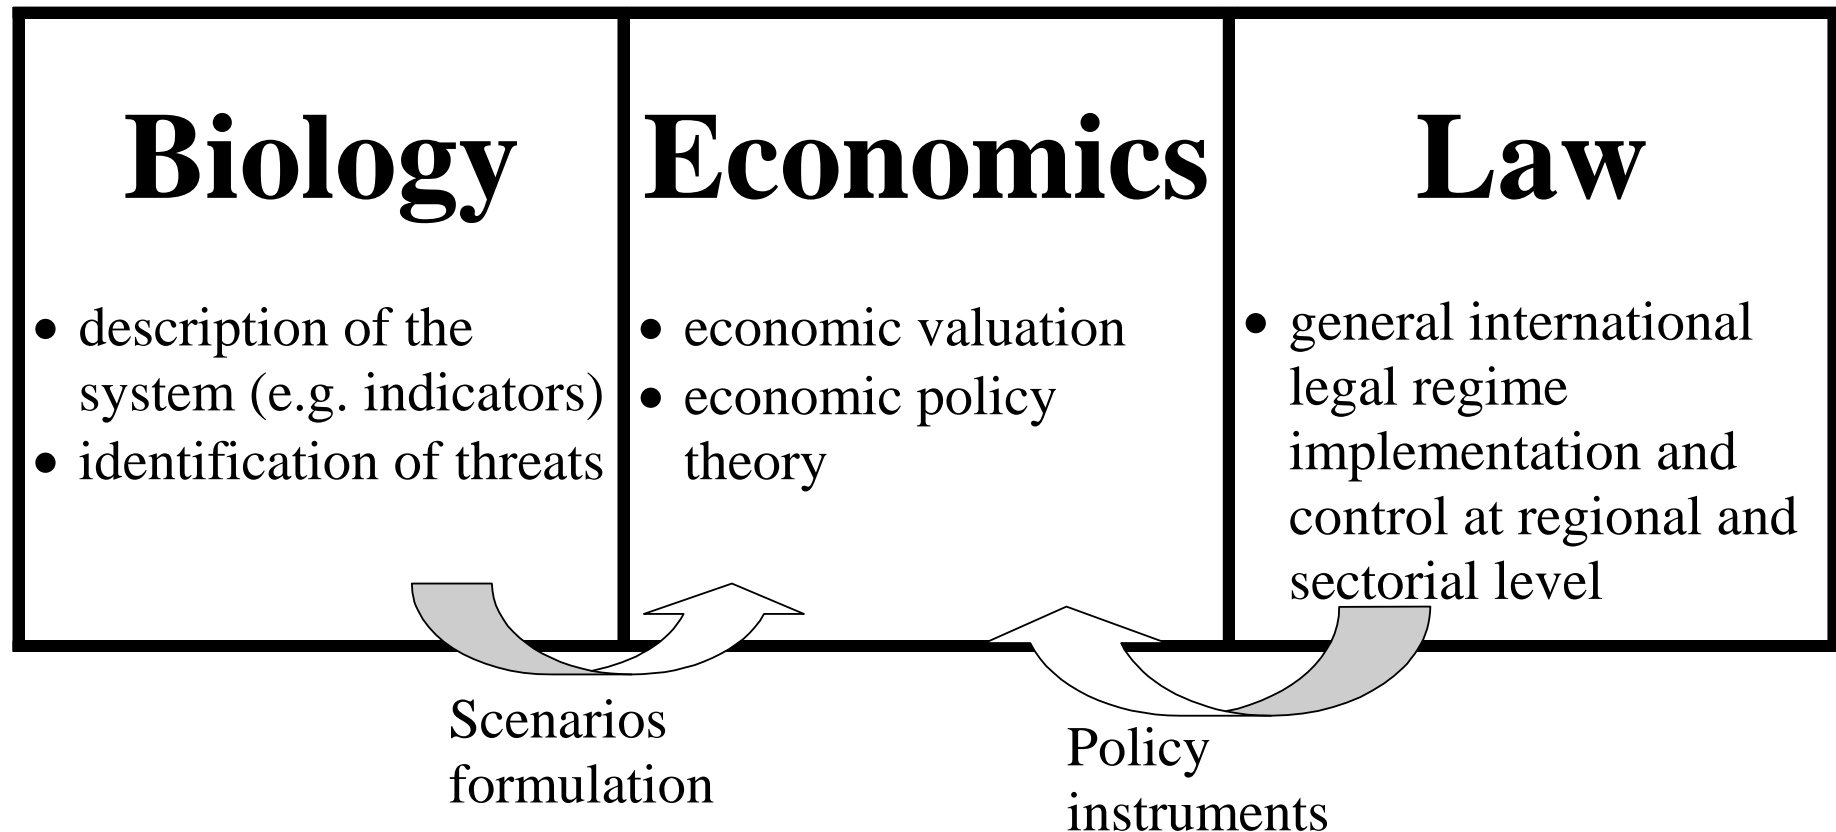 Biology
• description of the
system (e.g. indicators)
• identification of threats
Economics
• economic valuation
• economic policy
theory
Law
• general international
legal regime
implementation and
control at regional and
sectorial level
Scenarios
formulation
Policy
instruments